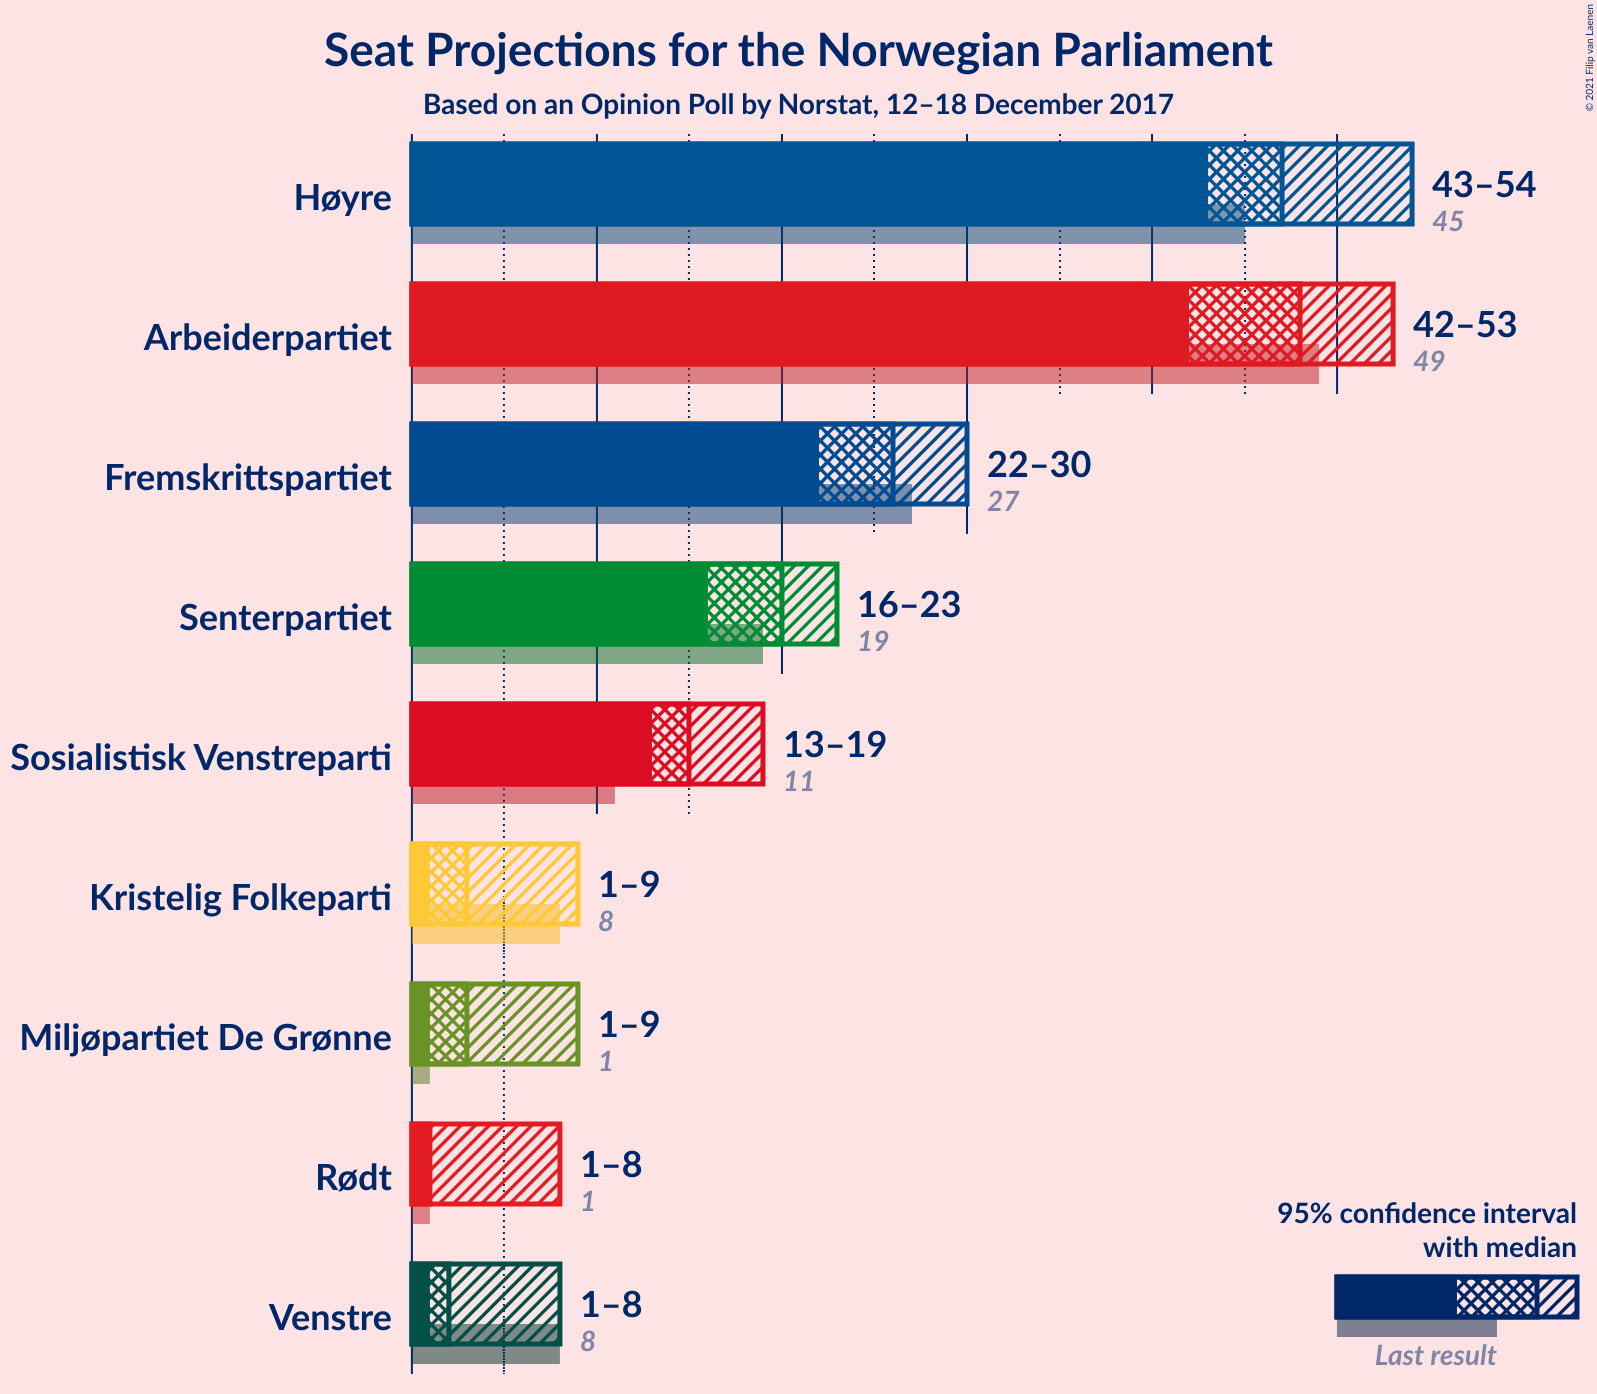 Seat Projections for the Norwegian Parliament
Based on an Opinion Poll by Norstat, 12–18 December 2017
© 2021 Filip van Laenen
Høyre
43–54
45
Arbeiderpartiet
42–53
49
Fremskrittspartiet
22–30
27
Senterpartiet
16–23
19
Sosialistisk Venstreparti
13–19
11
Kristelig Folkeparti
1–9
8
Miljøpartiet De Grønne
1–9
1
Rødt
1–8
1
Venstre
1–8
8
95% confidence interval
with median
Last result